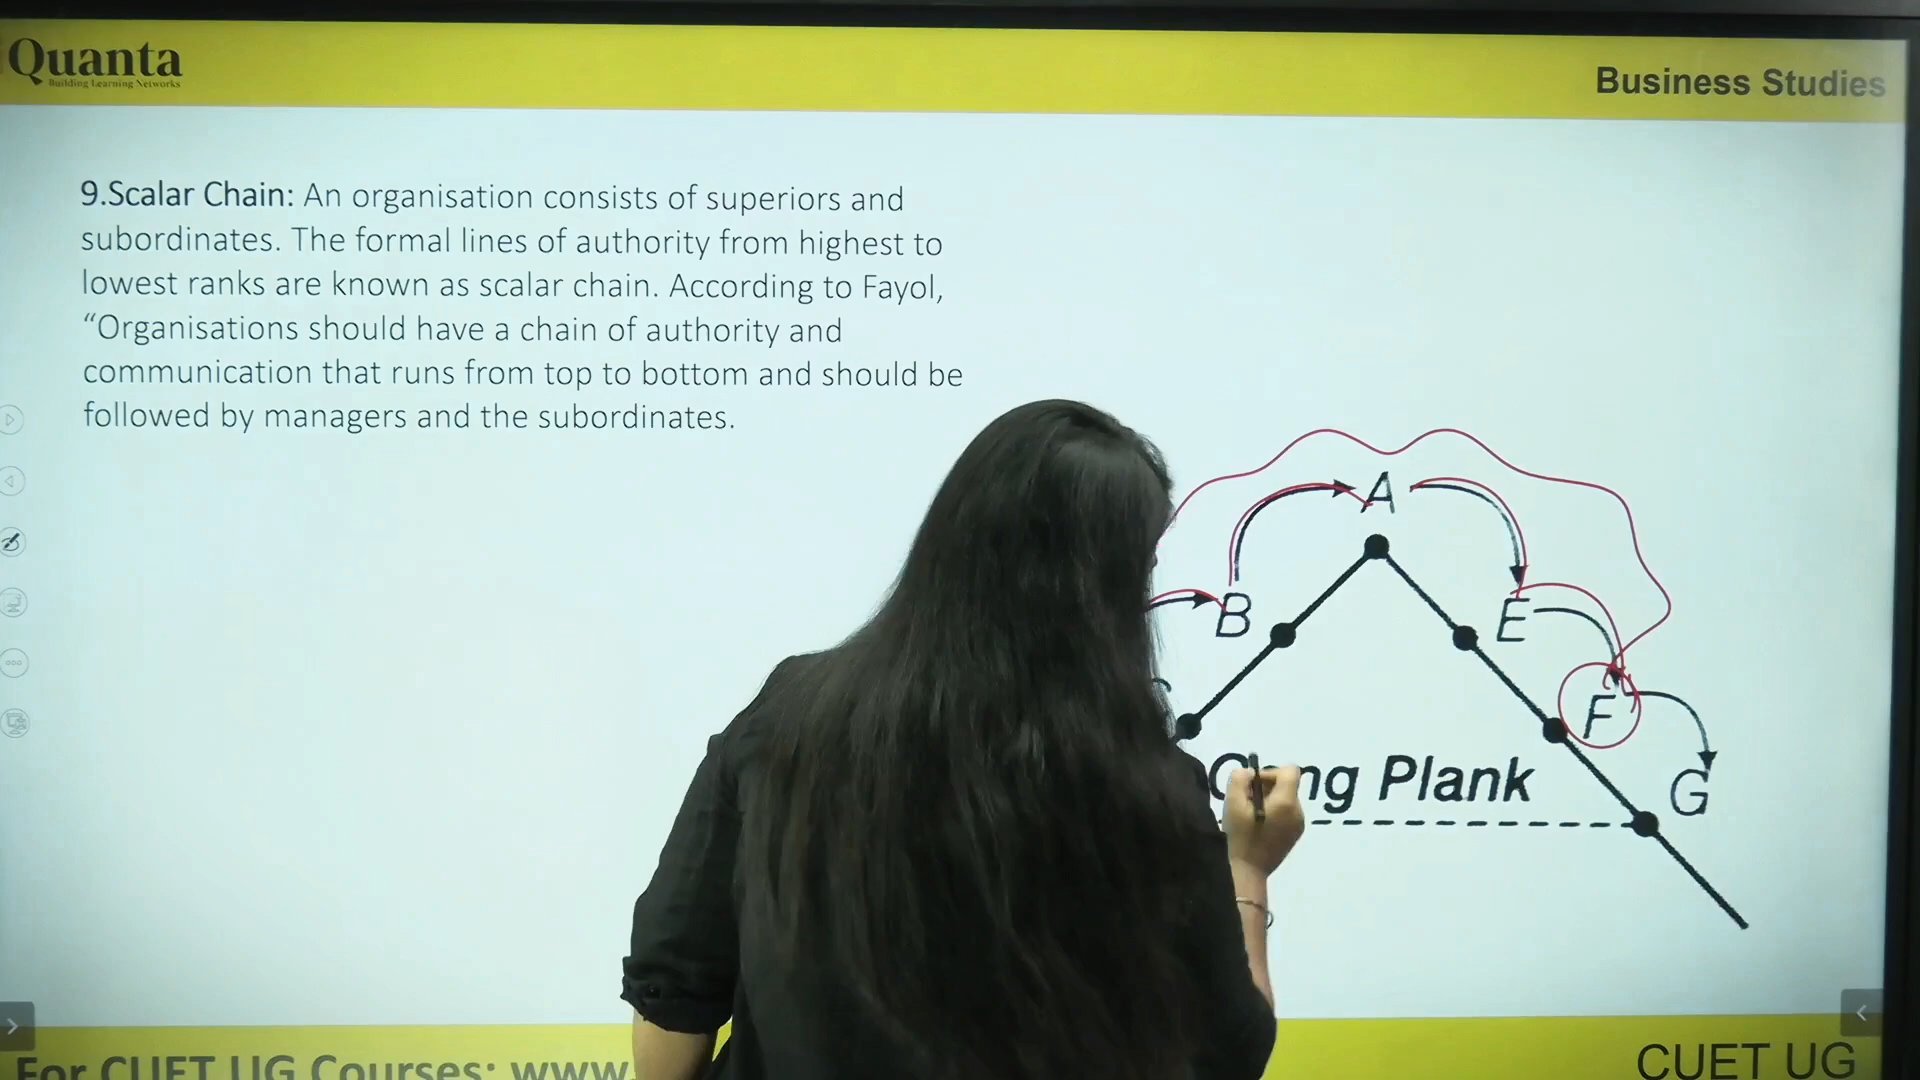 Quanta
Building Learning Networks
Business Studies
9.Scalar Chain: An organisation consists of superiors and
subordinates. The formal lines of authority from highest to
lowest ranks are known as scalar chain. According to Fayol,
“Organisations should have a chain of authority and
communication that runs from top to bottom and should be
followed by managers and the subordinates.
A
B
E
F
Plank
G
For CUET UG Courses: www.
CUET UG